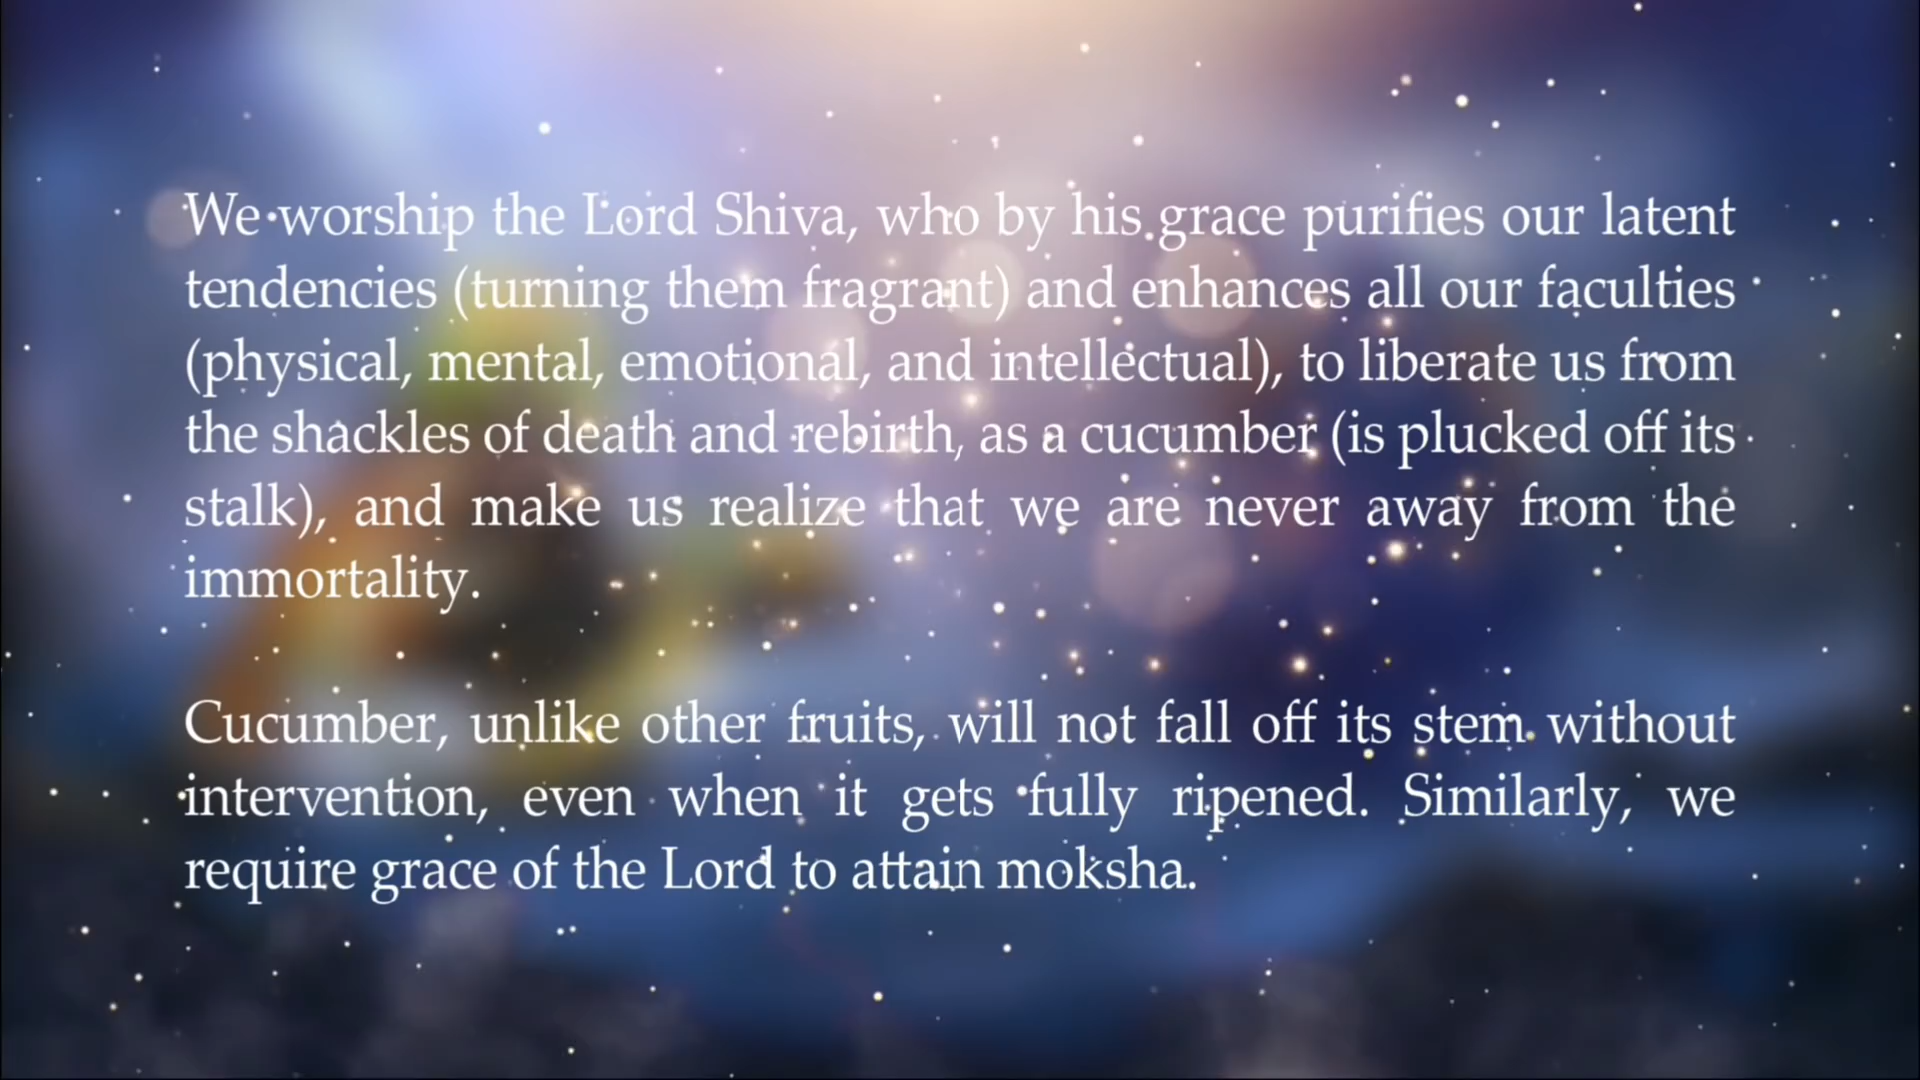 We worship the Lord Shiva, who by his grace purifies our latent
tendencies (turning them fragrant) and enhances all our faculties
(physical, mental, emotional, and intellectual), to liberate us from
the shackles of death and rebirth, as a cucumber (is plucked off its
stalk), and make us realize that we are never away from the
immortality.
Cucumber, unlike other fruits, will not fall off its stem without
intervention, even when it gets fully ripened. Similarly, we
require grace of the Lord to attain moksha.